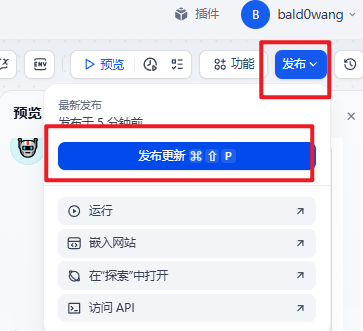 插件
B bald0wang
ENV
预览
功能
发布
预览
最新发布
发布于 5 分钟前
发布更新 ⌘ ⇧ P
运行
嵌入网站
在“探索”中打开
访问 API